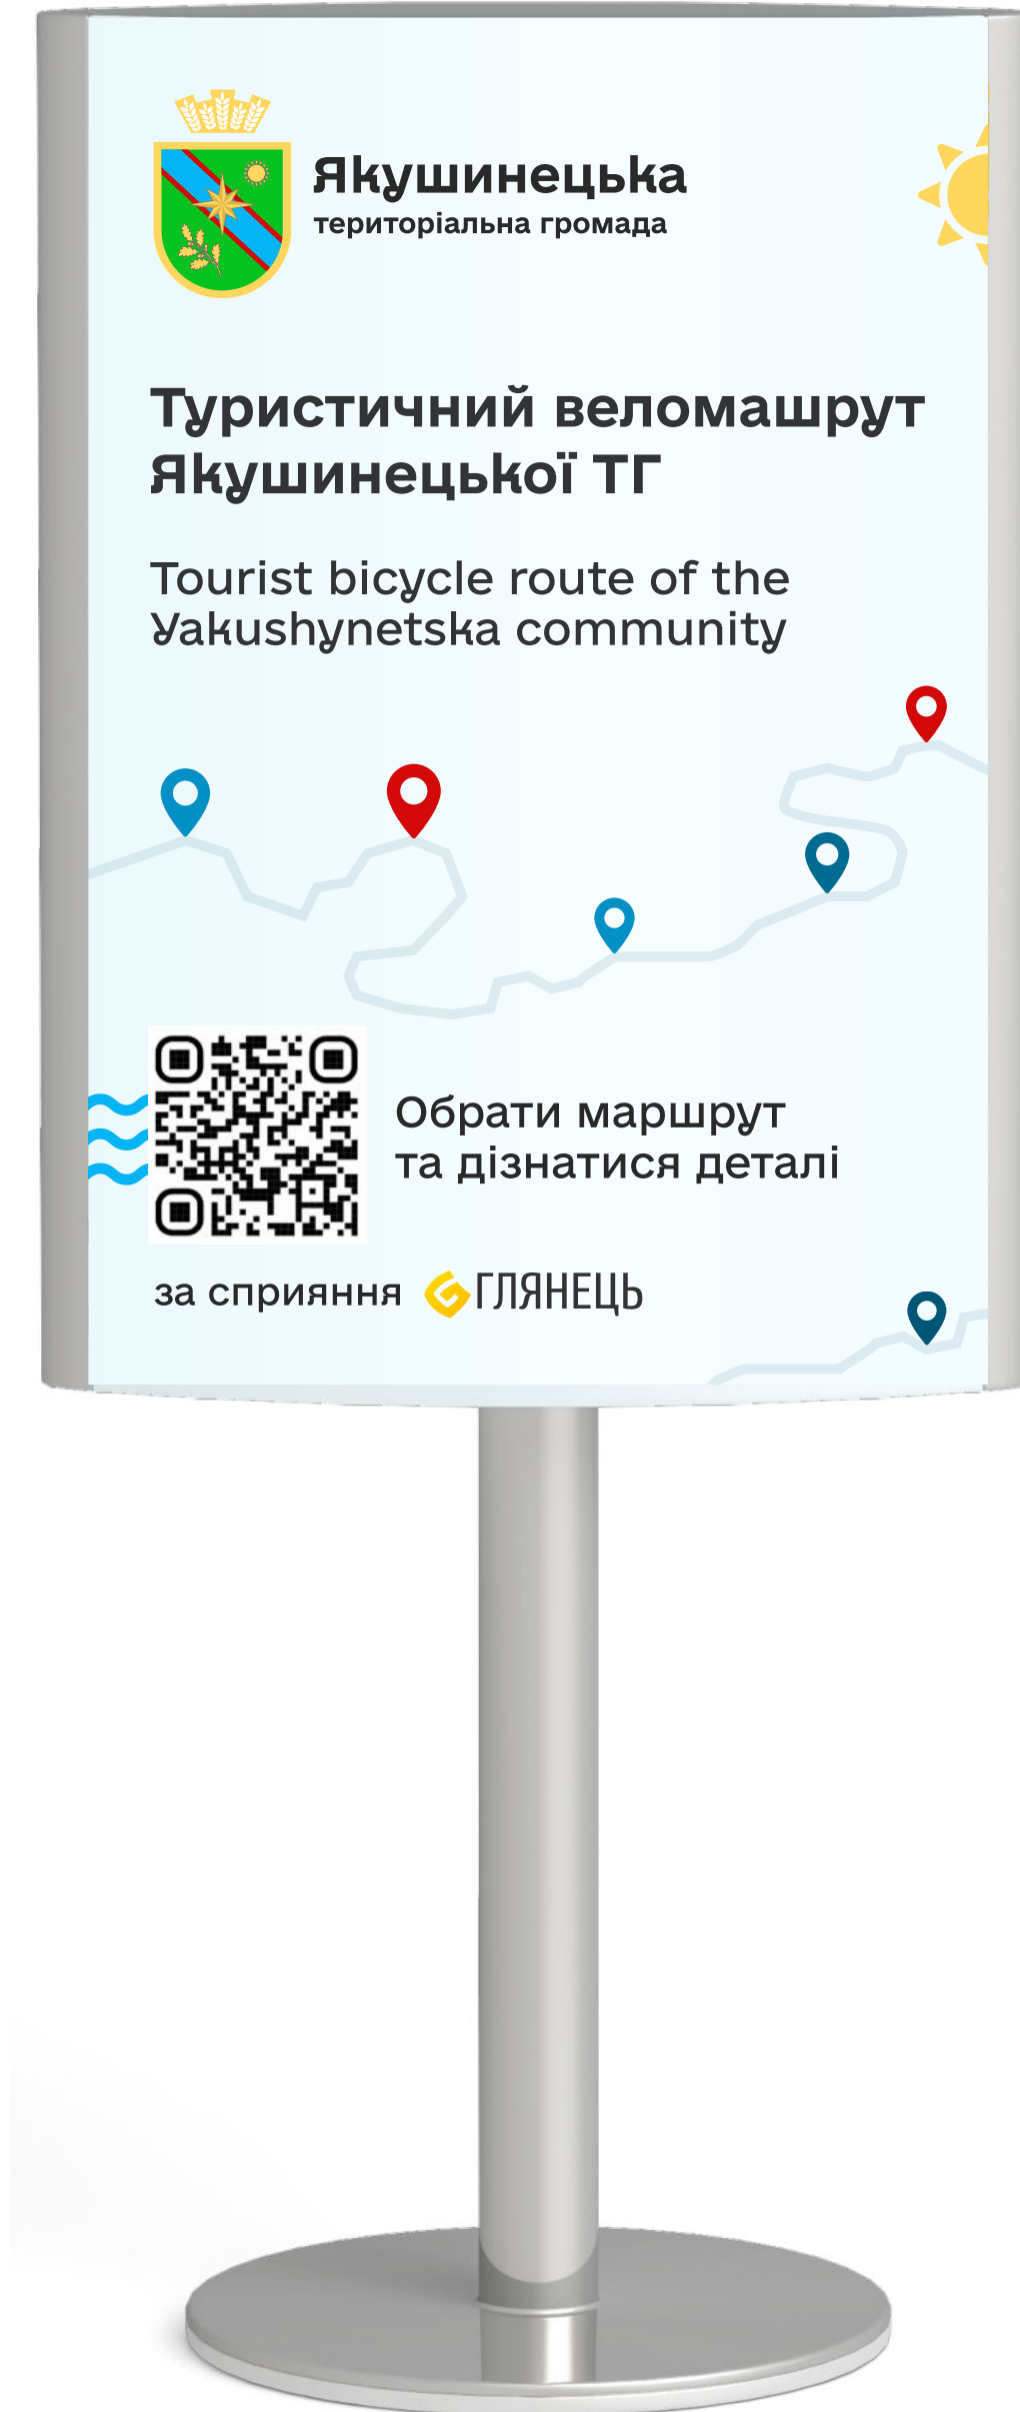 Якушинецька
територіальна громада
Туристичний веломашрут
Якушинецької ТГ
Tourist bicycle route of the
Yakushynetska community
Обрати маршрут
та дізнатися деталі
за сприяння ГЛЯНЕЦЬ